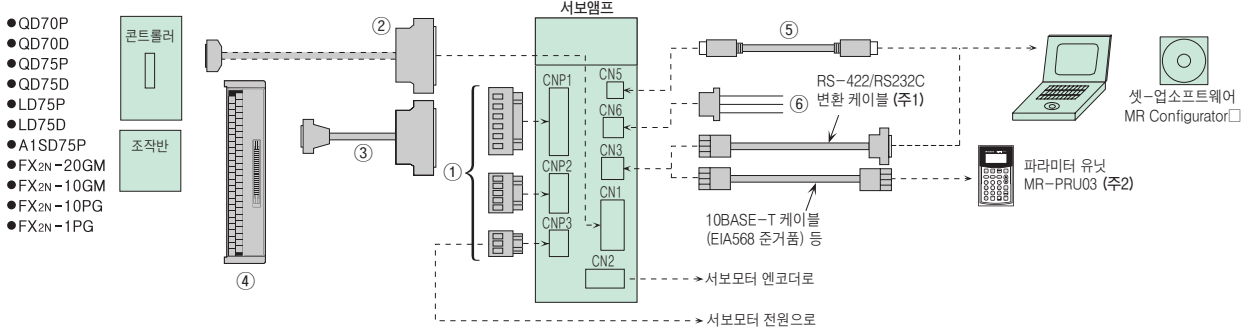 ●QD70P
●QD70D
●QD75P
●QD75D
●LD75P
●LD75D
●A1SD75P
●FX2N-20GM
●FX2N-10GM
●FX2N-10PG
●FX2N-1PG
콘트롤러
조작반
②
③
④
①
서보앰프
CNP1
CNP2
CNP3
CN5
CN6
CN3
CN1
CN2
⑤
⑥
RS-422/RS232C
변환 케이블 (주1)
10BASE-T 케이블
(EIA568 준거품) 등
서보모터 엔코더로
서보모터 전원으로
셋-업소프트웨어
MR Configurator□
파라미터 유닛
MR-PRU03 (주2)